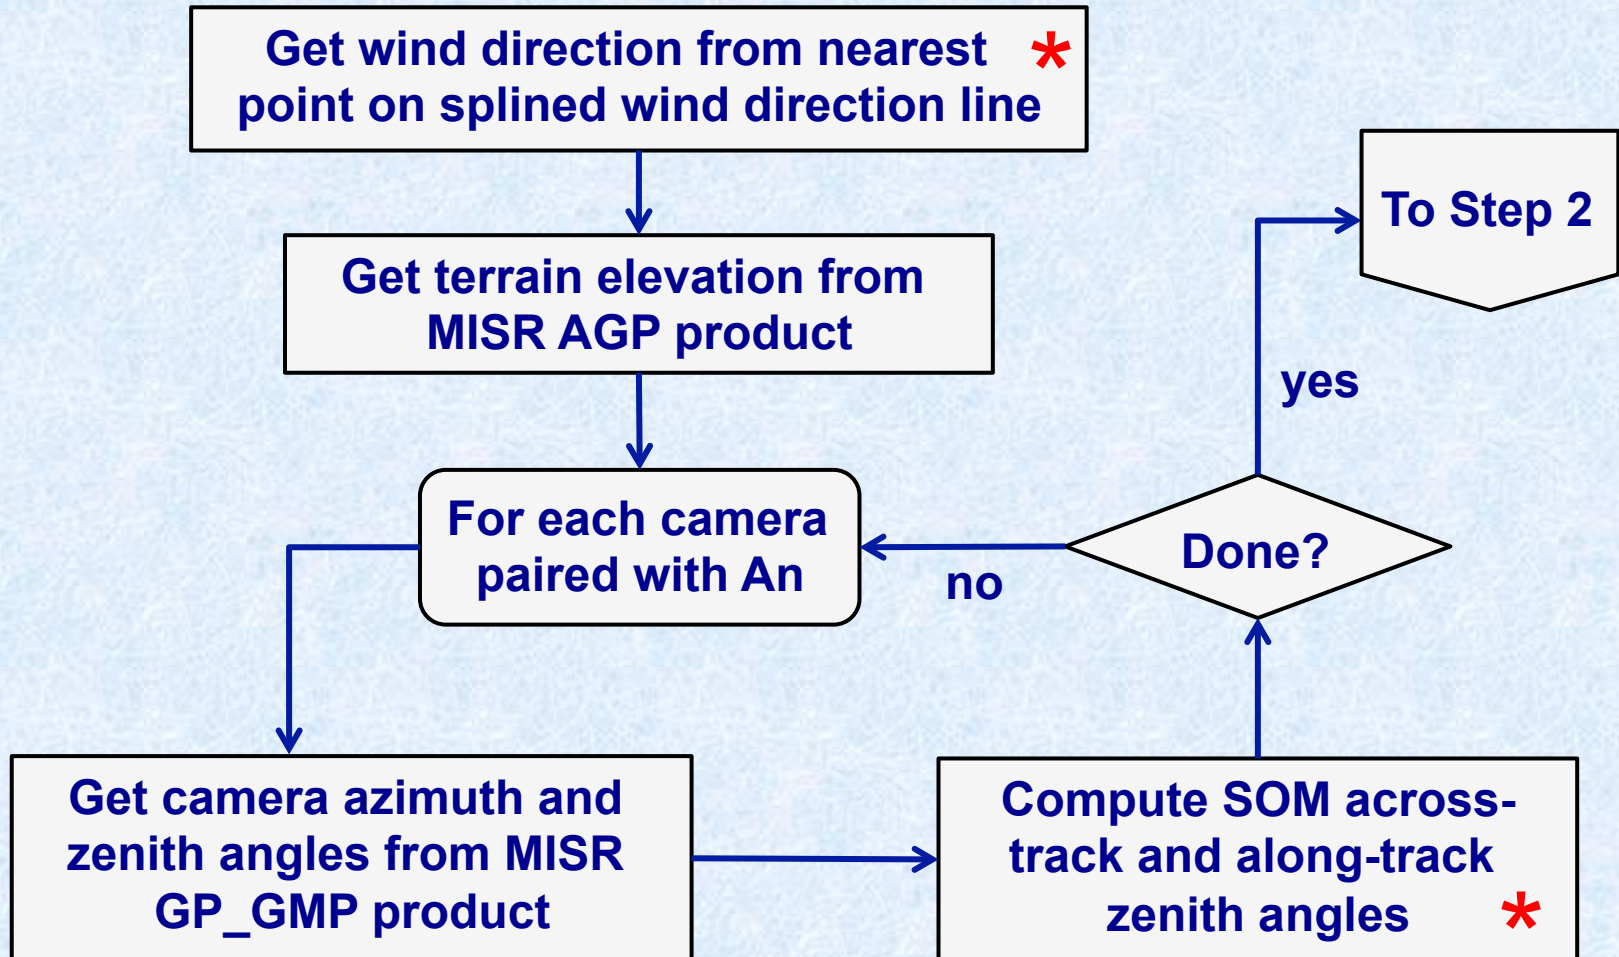 Get wind direction from nearest *
point on splined wind direction line
Get terrain elevation from
MISR AGP product
For each camera
paired with An
Get camera azimuth and
zenith angles from MISR
GP_GMP product
Compute SOM across-
track and along-track
zenith angles *
Done?
no
yes
To Step 2